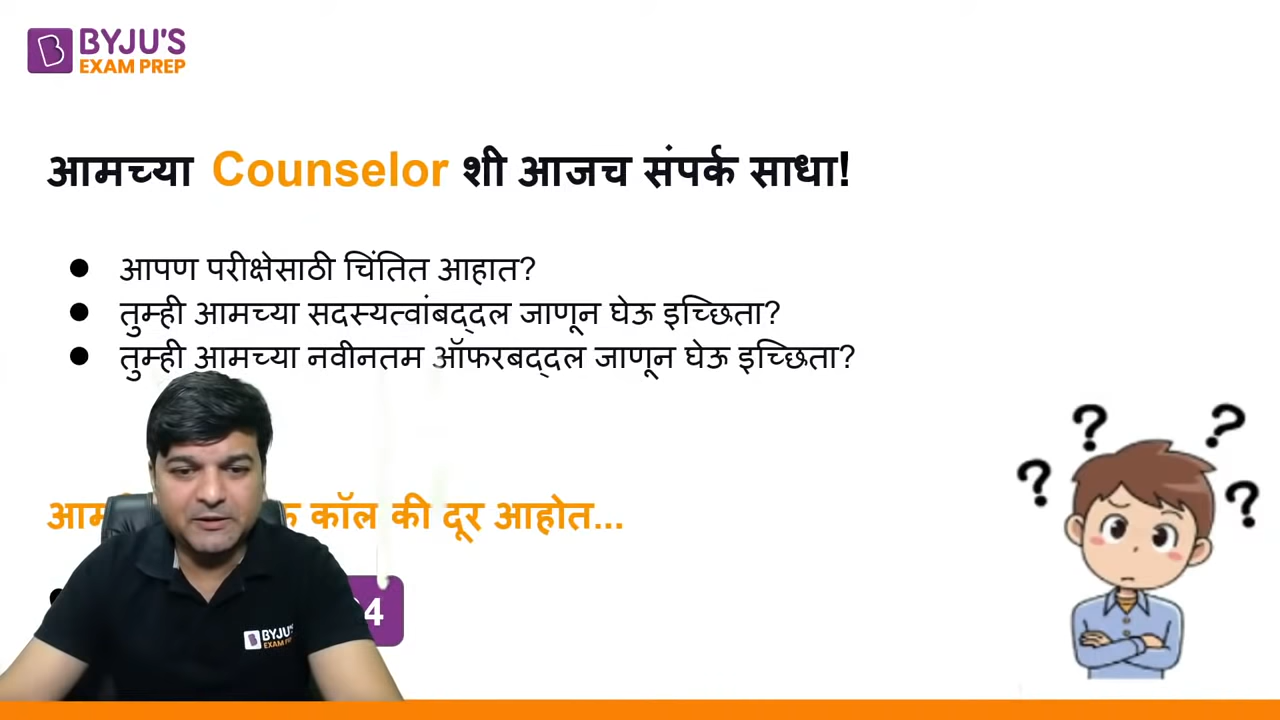 BYJU'S
EXAM PREP
आमच्या Counselor शी आजच संपर्क साधा!
● आपण परीक्षेसाठी चिंतित आहात?
● तुम्ही आमच्या सदस्यत्वांबद्दल जाणून घेऊ इच्छिता?
● तुम्ही आमच्या नवीनतम ऑफरबद्दल जाणून घेऊ इच्छिता?
? ? ? ?
कॉल की दूर आहोत...
4
BYJU'S
EXAM PREP